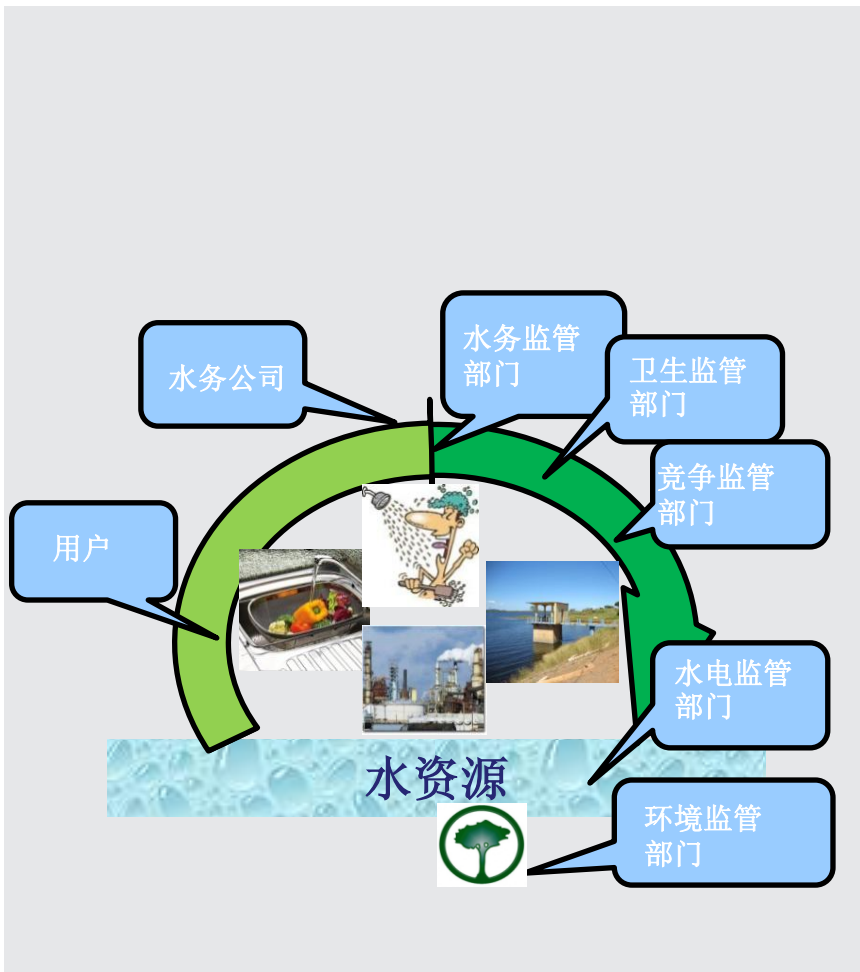 水务公司
水务监管
部门
卫生监管
部门
竞争监管
部门
用户
水电监管
部门
水资源
环境监管
部门